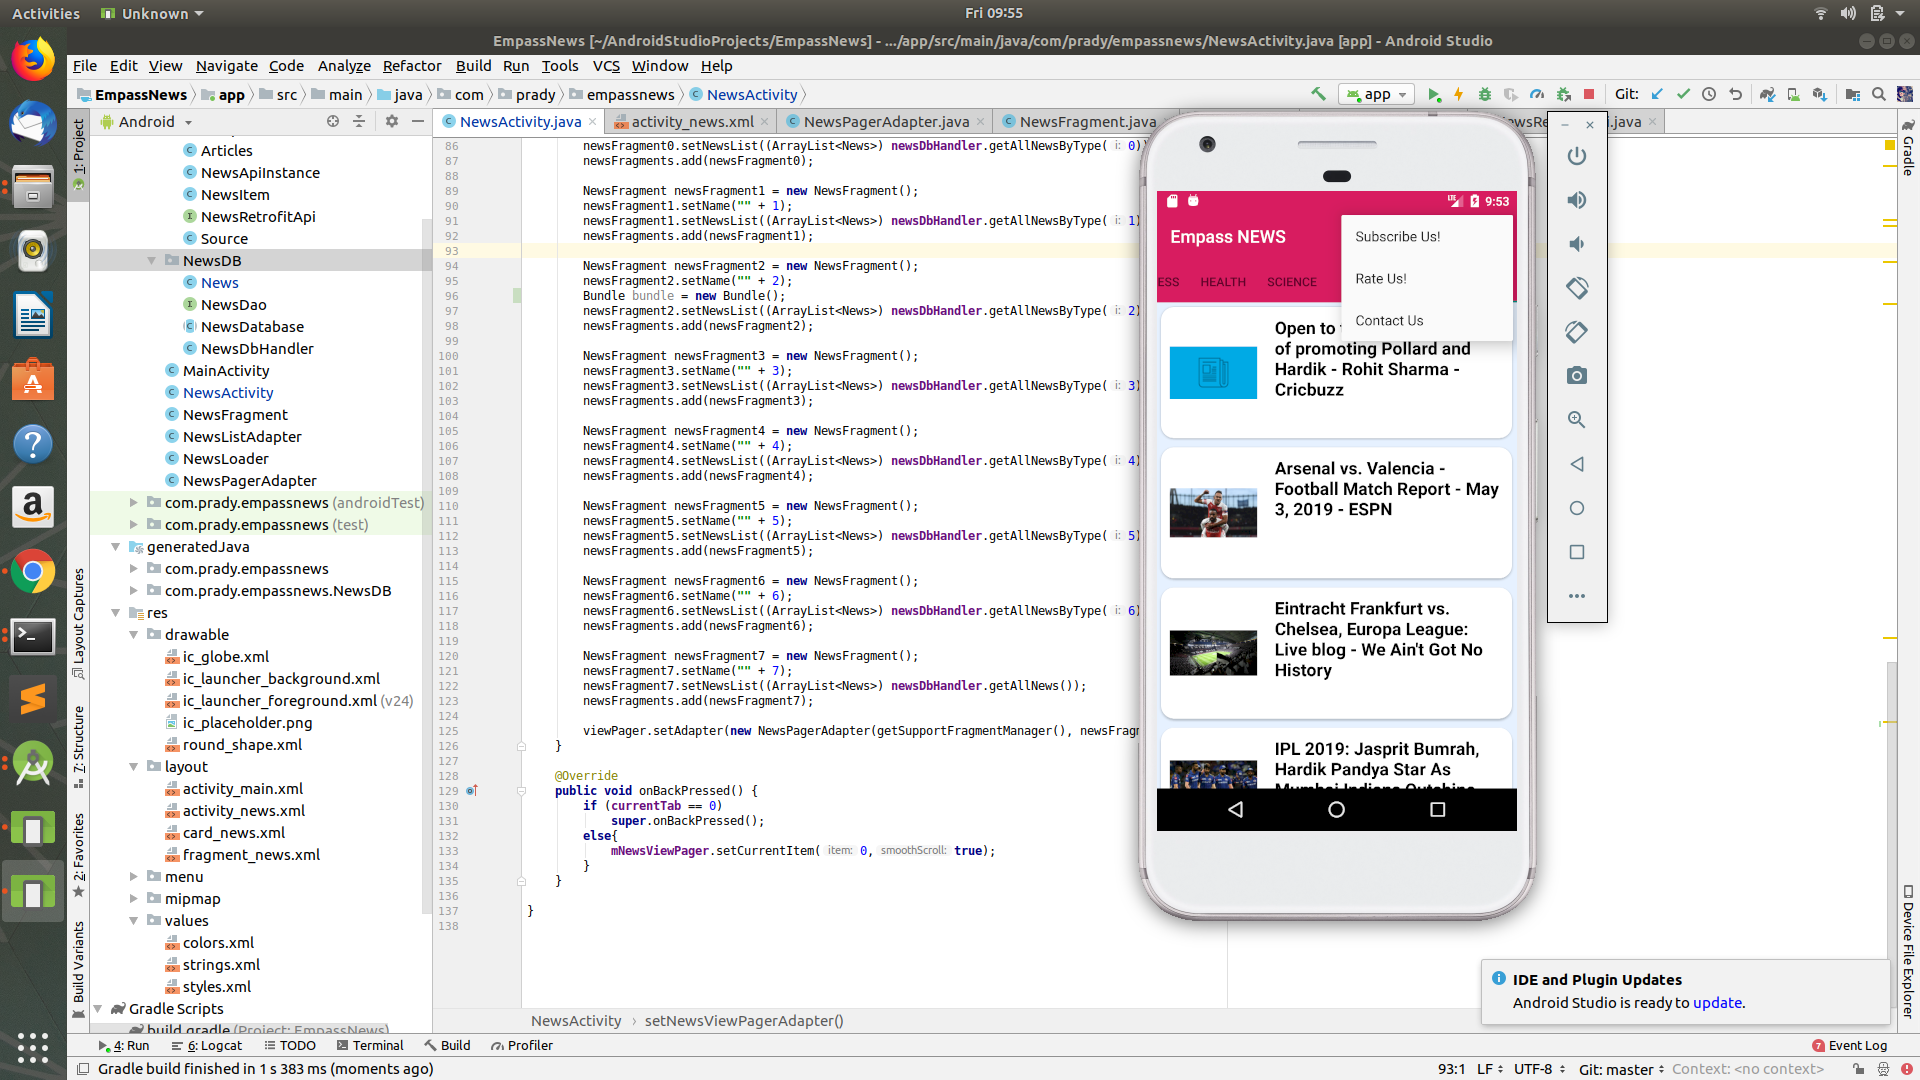 Activities
Unknown
Fri 09:55
EmpassNews [~/AndroidStudioProjects/EmpassNews] - .../app/src/main/java/com/prady/empassnews/NewsActivity.java [app] - Android Studio
File Edit View Navigate Code Analyze Refactor Build Run Tools VCS Window Help
EmpassNews app src main java com prady empassnews NewsActivity
app
Git:
Android
NewsActivity.java activity_news.xml NewsPagerAdapter.java NewsFragment.java
1: Project
Layout Captures
7: Structure
2: Favorites
Build Variants
Articles
NewsApiInstance
NewsItem
NewsRetrofitApi
Source
NewsDB
News
NewsDao
NewsDatabase
NewsDbHandler
MainActivity
NewsActivity
NewsFragment
NewsListAdapter
NewsLoader
NewsPagerAdapter
com.prady.empassnews (androidTest)
com.prady.empassnews (test)
generatedJava
com.prady.empassnews
com.prady.empassnews.NewsDB
res
drawable
ic_globe.xml
ic_launcher_background.xml
ic_launcher_foreground.xml (v24)
ic_placeholder.png
round_shape.xml
layout
activity_main.xml
activity_news.xml
card_news.xml
fragment_news.xml
menu
mipmap
values
colors.xml
strings.xml
styles.xml
Gradle Scripts
build.gradle (Project: EmpassNews)
86 newsFragment0.setNewsList((ArrayList<News>) newsDbHandler.getAllNewsByType( i: 0))
87 newsFragments.add(newsFragment0);
88
89 NewsFragment newsFragment1 = new NewsFragment();
90 newsFragment1.setName("" + 1);
91 newsFragment1.setNewsList((ArrayList<News>) newsDbHandler.getAllNewsByType( i: 1)
92 newsFragments.add(newsFragment1);
93
94 NewsFragment newsFragment2 = new NewsFragment();
95 newsFragment2.setName("" + 2);
96 Bundle bundle = new Bundle();
97 newsFragment2.setNewsList((ArrayList<News>) newsDbHandler.getAllNewsByType( i: 2)
98 newsFragments.add(newsFragment2);
99
100 NewsFragment newsFragment3 = new NewsFragment();
101 newsFragment3.setName("" + 3);
102 newsFragment3.setNewsList((ArrayList<News>) newsDbHandler.getAllNewsByType( i: 3)
103 newsFragments.add(newsFragment3);
104
105 NewsFragment newsFragment4 = new NewsFragment();
106 newsFragment4.setName("" + 4);
107 newsFragment4.setNewsList((ArrayList<News>) newsDbHandler.getAllNewsByType( i: 4)
108 newsFragments.add(newsFragment4);
109
110 NewsFragment newsFragment5 = new NewsFragment();
111 newsFragment5.setName("" + 5);
112 newsFragment5.setNewsList((ArrayList<News>) newsDbHandler.getAllNewsByType( i: 5)
113 newsFragments.add(newsFragment5);
114
115 NewsFragment newsFragment6 = new NewsFragment();
116 newsFragment6.setName("" + 6);
117 newsFragment6.setNewsList((ArrayList<News>) newsDbHandler.getAllNewsByType( i: 6)
118 newsFragments.add(newsFragment6);
119
120 NewsFragment newsFragment7 = new NewsFragment();
121 newsFragment7.setName("" + 7);
122 newsFragment7.setNewsList((ArrayList<News>) newsDbHandler.getAllNews());
123 newsFragments.add(newsFragment7);
124
125 viewPager.setAdapter(new NewsPagerAdapter(getSupportFragmentManager(), newsFragm
126 }
127
128 @Override
129 public void onBackPressed() {
130 if (currentTab == 0)
131 super.onBackPressed();
132 else{
133 mNewsViewPager.setCurrentItem( item: 0, smoothScroll: true);
134 }
135 }
136
137 }
138
NewsActivity › setNewsViewPagerAdapter()
9:53
Empass NEWS
Subscribe Us!
Rate Us!
Contact Us
ESS HEALTH SCIENCE
Open to
of promoting Pollard and
Hardik - Rohit Sharma -
Cricbuzz
Arsenal vs. Valencia -
Football Match Report - May
3, 2019 - ESPN
Eintracht Frankfurt vs.
Chelsea, Europa League:
Live blog - We Ain't Got No
History
IPL 2019: Jasprit Bumrah,
Hardik Pandya Star As
Mumbai Indians Outshine
Gradle
Device File Explorer
IDE and Plugin Updates
Android Studio is ready to update.
4: Run 6: Logcat TODO Terminal Build Profiler
7 Event Log
Gradle build finished in 1 s 383 ms (moments ago)
93:1 LF UTF-8 Git: master Context: <no context>